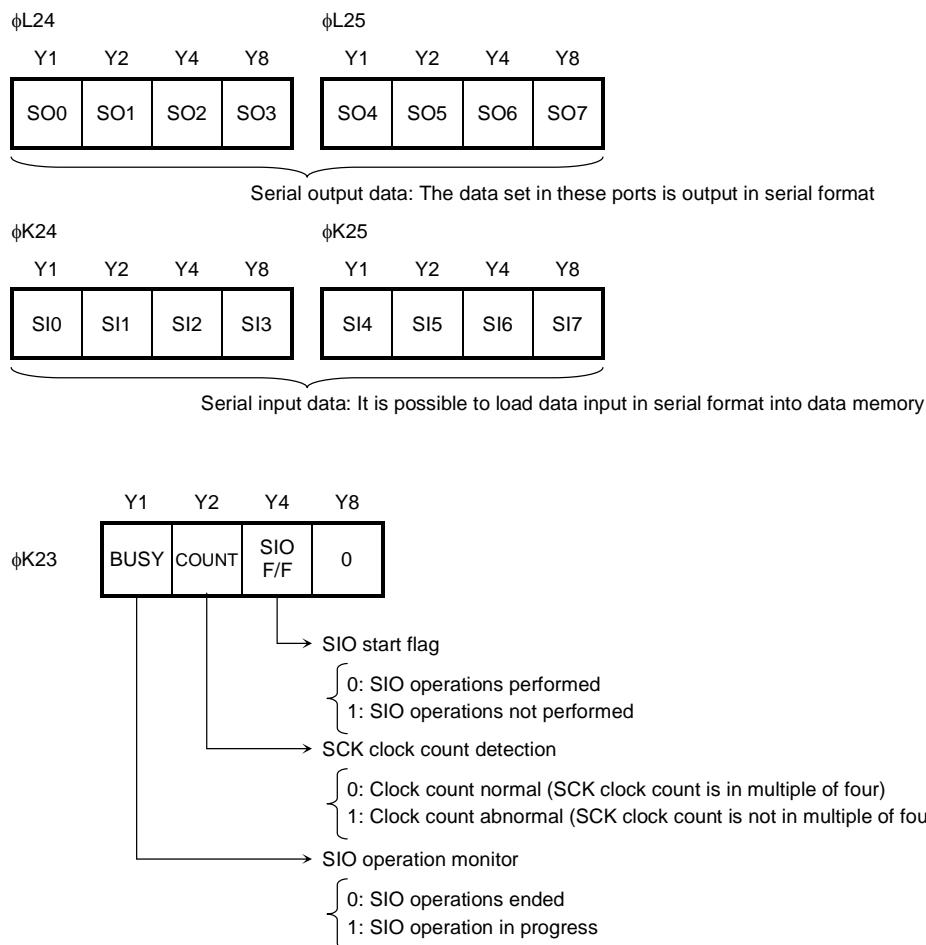 ϕL24 ϕL25
Y1 Y2 Y4 Y8 Y1 Y2 Y4 Y8
SO0 SO1 SO2 SO3 SO4 SO5 SO6 SO7
Serial output data: The data set in these ports is output in serial format
ϕK24 ϕK25
Y1 Y2 Y4 Y8 Y1 Y2 Y4 Y8
SI0 SI1 SI2 SI3 SI4 SI5 SI6 SI7
Serial input data: It is possible to load data input in serial format into data memory
Y1 Y2 Y4 Y8
ϕK23 BUSY COUNT SIO F/F 0
SIO start flag
0: SIO operations performed
1: SIO operations not performed
SCK clock count detection
0: Clock count normal (SCK clock count is in multiple of four)
1: Clock count abnormal (SCK clock count is not in multiple of fou
SIO operation monitor
0: SIO operations ended
1: SIO operation in progress